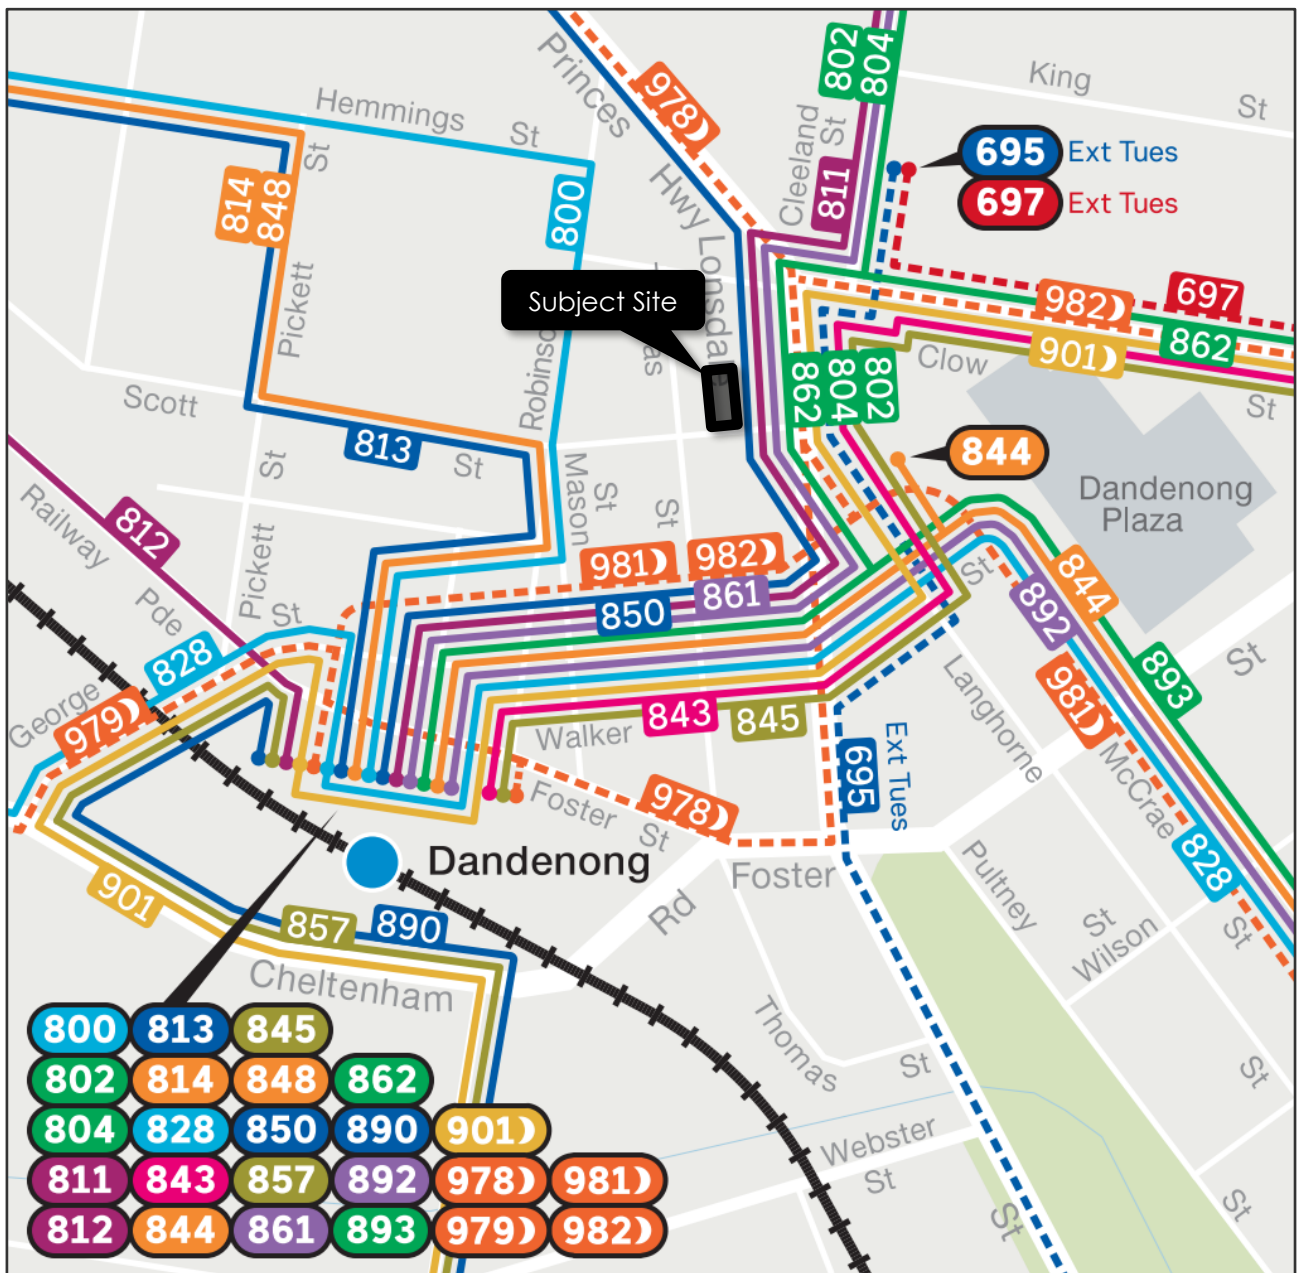 Princes
978
802
804
King
St
Hemmings
St
Cleeland
St
811
695 Ext Tues
697 Ext Tues
St
814
848
800
Hwy
Lonsdale
Subject Site
982
697
901
862
Pickett
Robinson
as
862
804
802
Clow
St
Scott
813
St
St
844
Dandenong
Plaza
Mason
St
St
Railway
812
Pde
Pickett
St
981
982
850
861
St
892
844
893
St
828
George
979
981
Langhorne
McCrae
843
845
Walker
695
Ext Tues
Foster
St
978
Foster
Pultney
828
St
Dandenong
Rd
901
857
890
Cheltenham
St
Wilson
Thomas
St
St
Webster
St
St
St
800 813 845
802 814 848 862
804 828 850 890 901
811 843 857 892 978 981
812 844 861 893 979 982